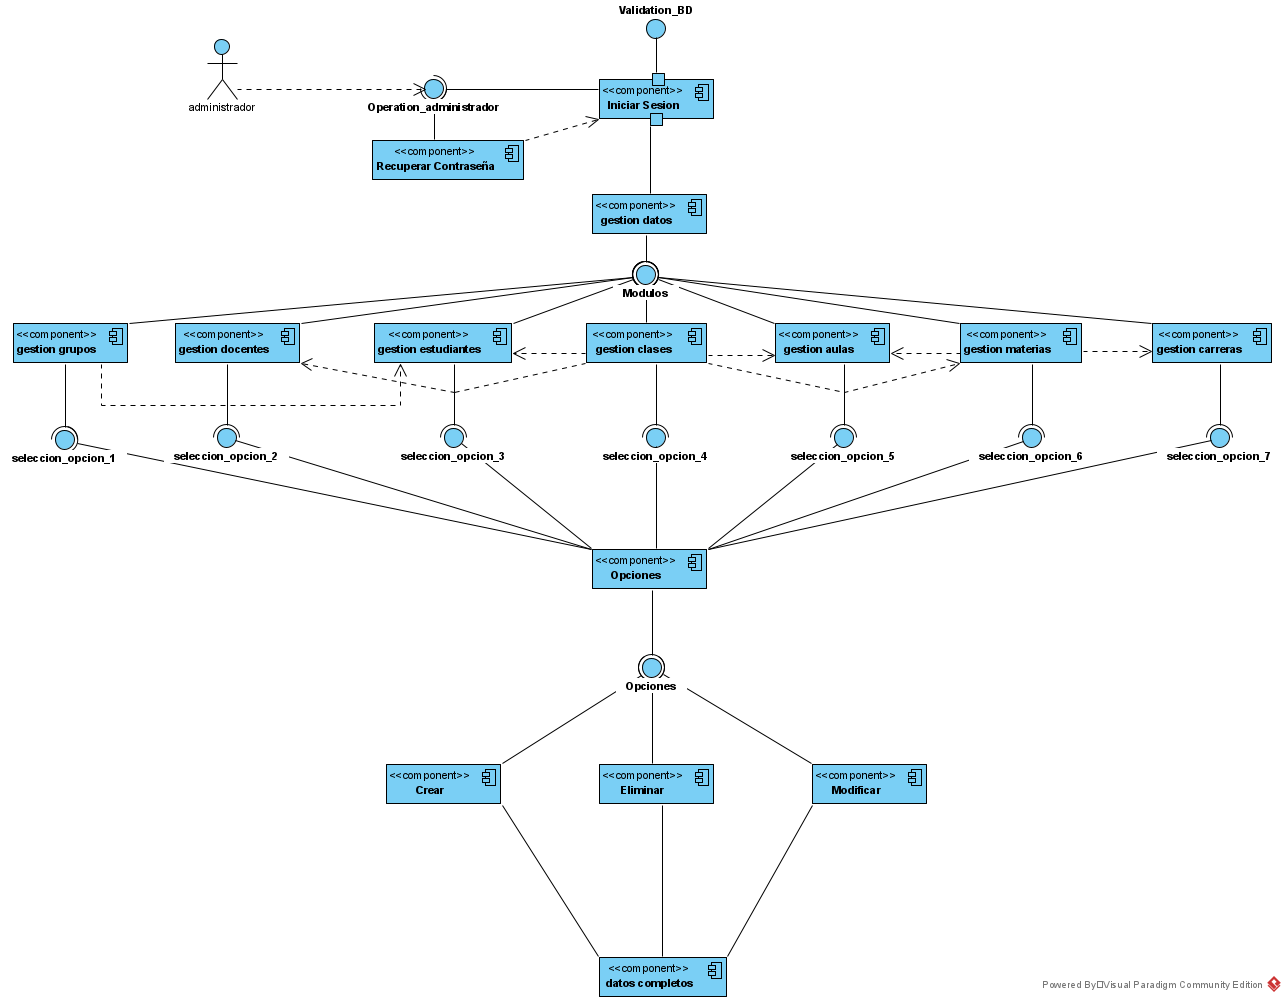 Validation_BD
administrador
Operation_administrador
<<component>>
Iniciar Sesion
<<component>>
Recuperar Contraseña
<<component>>
gestion datos
Modulos
<<component>>
gestion grupos
<<component>>
gestion docentes
<<component>>
gestion estudiantes
<<component>>
gestion clases
<<component>>
gestion aulas
<<component>>
gestion materias
<<component>>
gestion carreras
seleccion_opcion_1
seleccion_opcion_2
seleccion_opcion_3
seleccion_opcion_4
seleccion_opcion_5
seleccion_opcion_6
seleccion_opcion_7
<<component>>
Opciones
Opciones
<<component>>
Crear
<<component>>
Eliminar
<<component>>
Modificar
<<component>>
datos completos
Powered By Visual Paradigm Community Edition